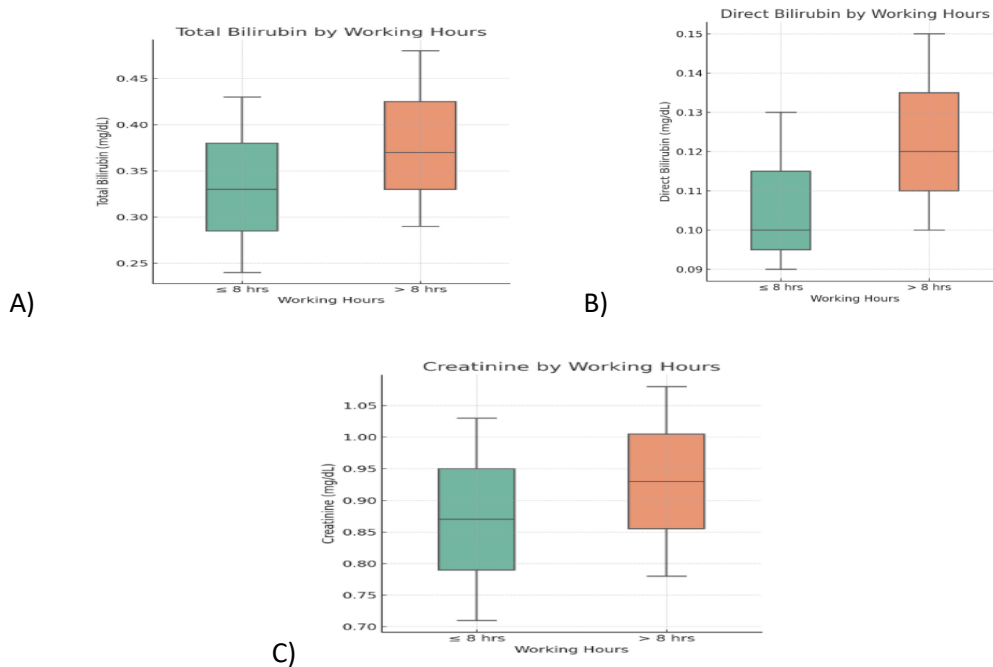 Total Bilirubin by Working Hours
Total Bilirubin (mg/dL)
0.45
0.40
0.35
0.30
0.25
≤ 8 hrs
> 8 hrs
Working Hours
A)
Direct Bilirubin by Working Hours
Direct Bilirubin (mg/dL)
0.15
0.14
0.13
0.12
0.11
0.10
0.09
≤ 8 hrs
> 8 hrs
Working Hours
B)
Creatinine by Working Hours
Creatinine (mg/dL)
1.05
1.00
0.95
0.90
0.85
0.80
0.75
0.70
≤ 8 hrs
> 8 hrs
Working Hours
C)